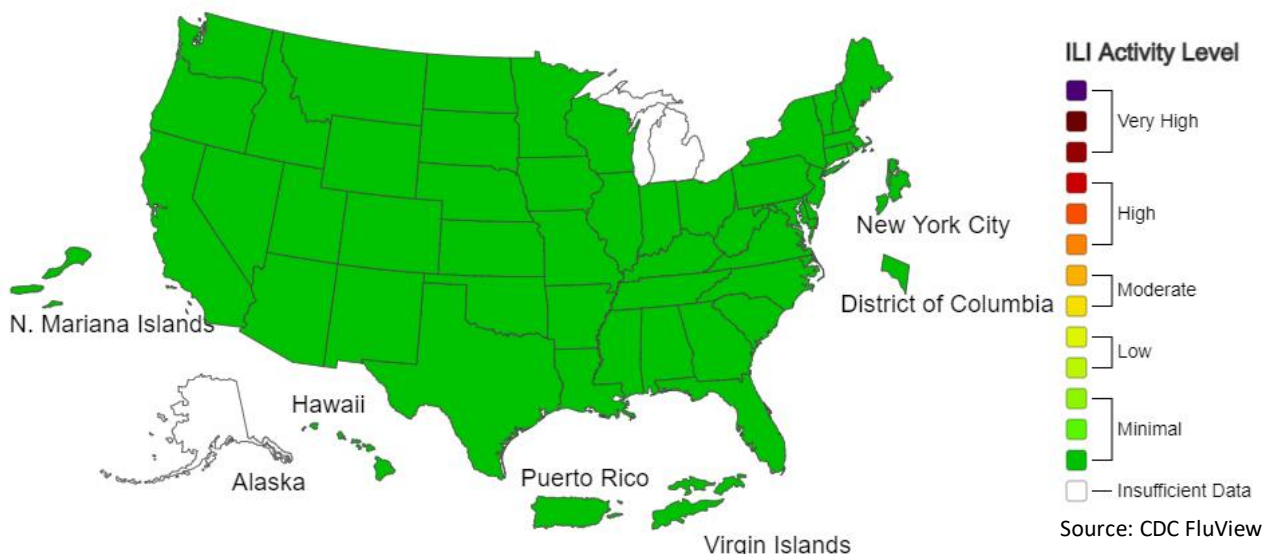 ILI Activity Level
Very High
High
Moderate
Low
Minimal
Insufficient Data
New York City
District of Columbia
N. Mariana Islands
Hawaii
Alaska
Puerto Rico
Virgin Islands
Source: CDC FluView